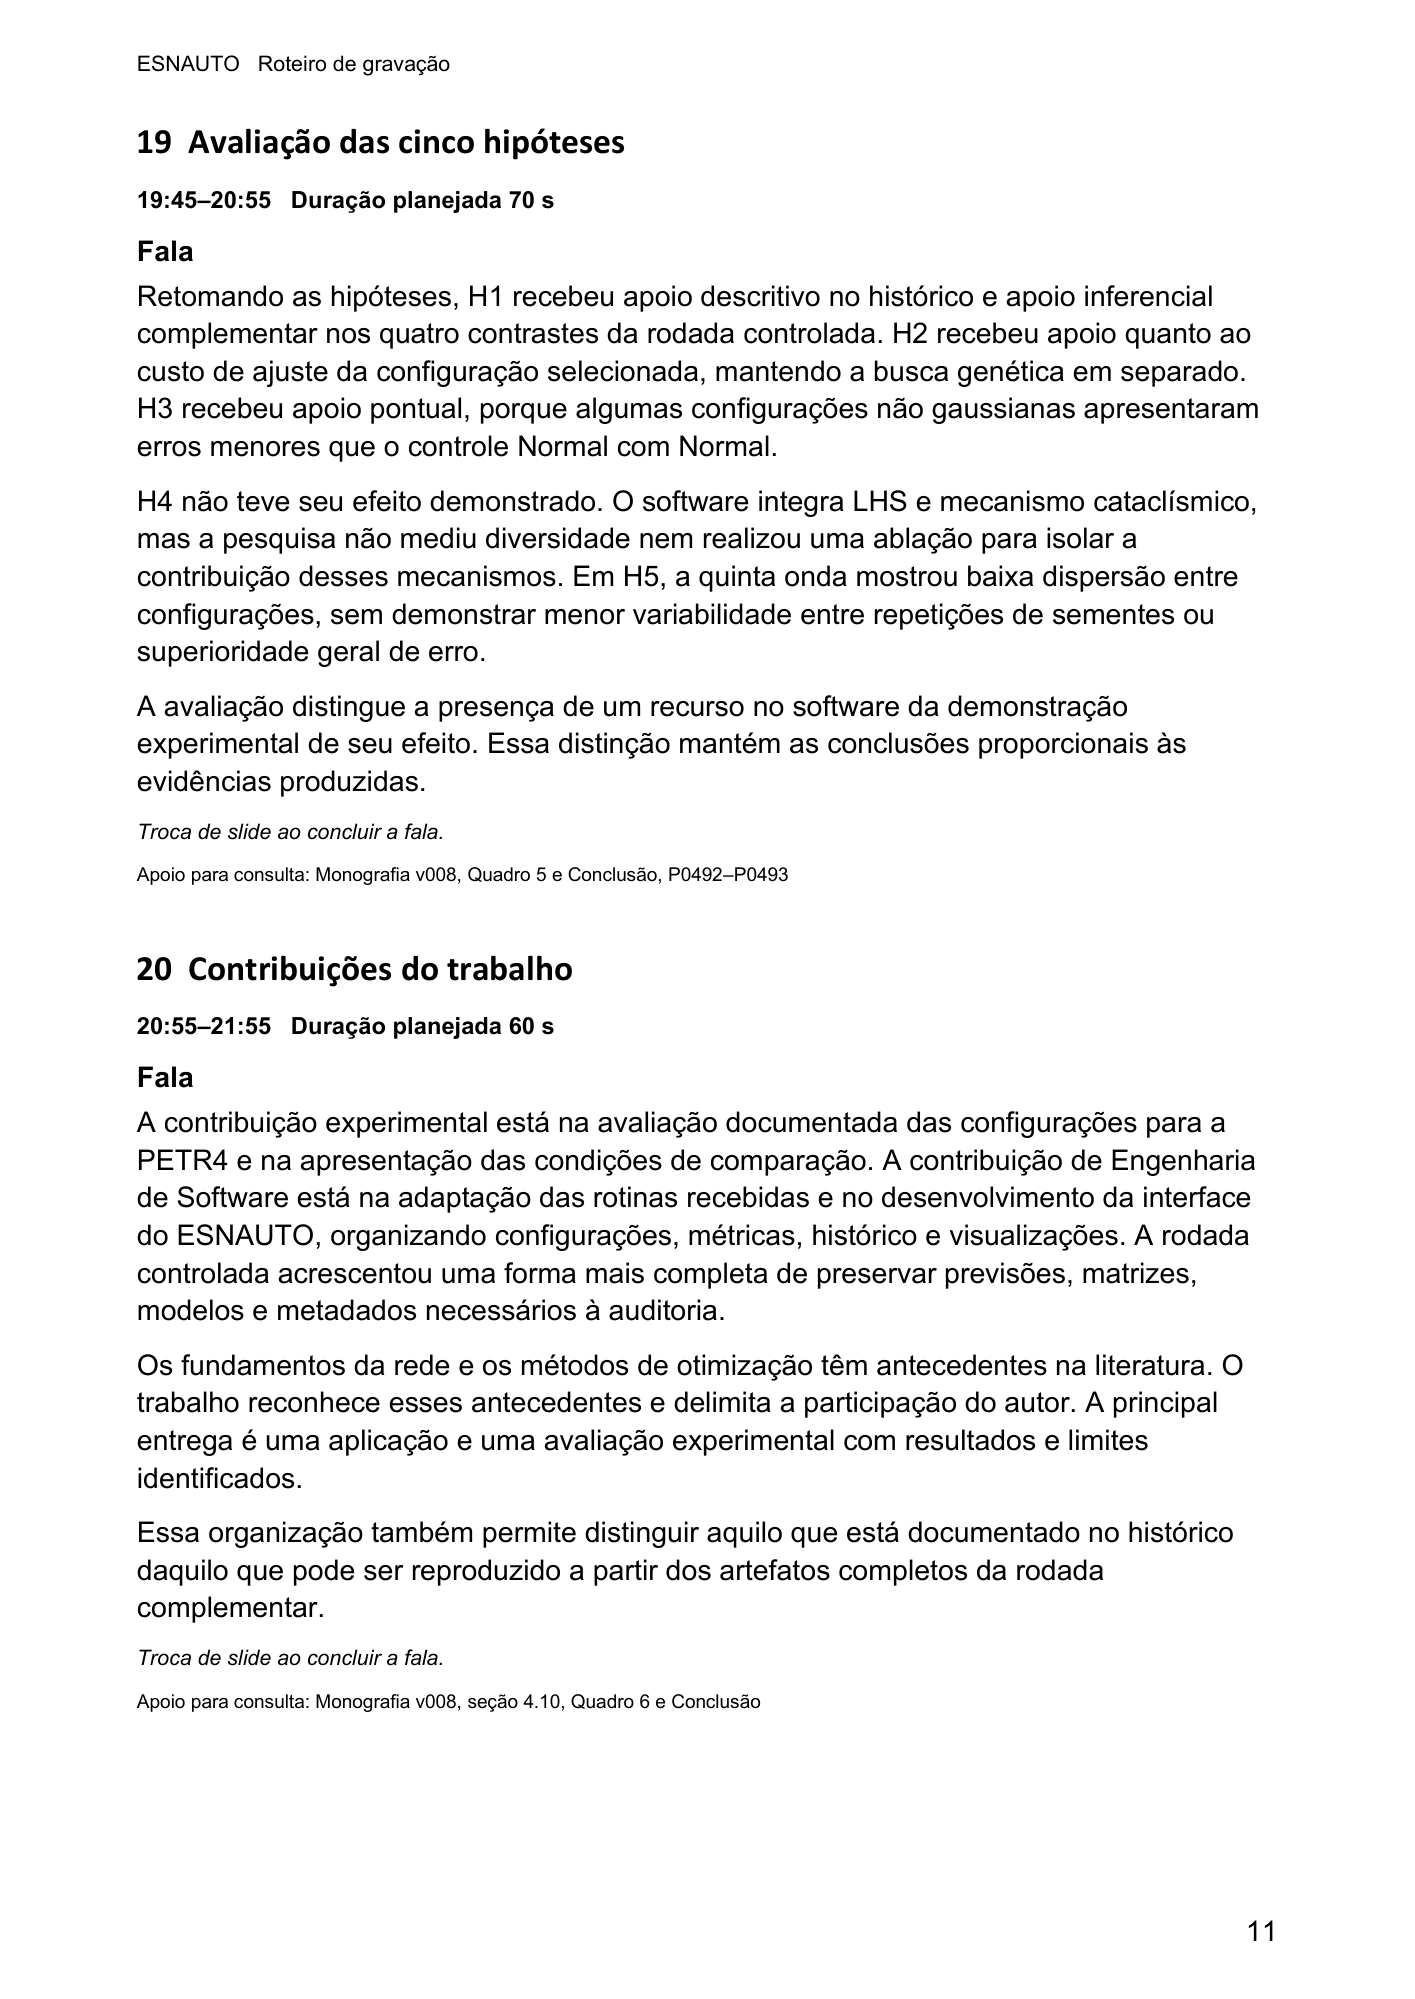 ESNAUTO   Roteiro de gravação
19  Avaliação das cinco hipóteses
19:45–20:55   Duração planejada 70 s
Fala
Retomando as hipóteses, H1 recebeu apoio descritivo no histórico e apoio inferencial
complementar nos quatro contrastes da rodada controlada. H2 recebeu apoio quanto ao
custo de ajuste da configuração selecionada, mantendo a busca genética em separado.
H3 recebeu apoio pontual, porque algumas configurações não gaussianas apresentaram
erros menores que o controle Normal com Normal.
H4 não teve seu efeito demonstrado. O software integra LHS e mecanismo cataclísmico,
mas a pesquisa não mediu diversidade nem realizou uma ablação para isolar a
contribuição desses mecanismos. Em H5, a quinta onda mostrou baixa dispersão entre
configurações, sem demonstrar menor variabilidade entre repetições de sementes ou
superioridade geral de erro.
A avaliação distingue a presença de um recurso no software da demonstração
experimental de seu efeito. Essa distinção mantém as conclusões proporcionais às
evidências produzidas.
Troca de slide ao concluir a fala.
Apoio para consulta: Monografia v008, Quadro 5 e Conclusão, P0492–P0493
20  Contribuições do trabalho
20:55–21:55   Duração planejada 60 s
Fala
A contribuição experimental está na avaliação documentada das configurações para a
PETR4 e na apresentação das condições de comparação. A contribuição de Engenharia
de Software está na adaptação das rotinas recebidas e no desenvolvimento da interface
do ESNAUTO, organizando configurações, métricas, histórico e visualizações. A rodada
controlada acrescentou uma forma mais completa de preservar previsões, matrizes,
modelos e metadados necessários à auditoria.
Os fundamentos da rede e os métodos de otimização têm antecedentes na literatura. O
trabalho reconhece esses antecedentes e delimita a participação do autor. A principal
entrega é uma aplicação e uma avaliação experimental com resultados e limites
identificados.
Essa organização também permite distinguir aquilo que está documentado no histórico
daquilo que pode ser reproduzido a partir dos artefatos completos da rodada
complementar.
Troca de slide ao concluir a fala.
Apoio para consulta: Monografia v008, seção 4.10, Quadro 6 e Conclusão
11